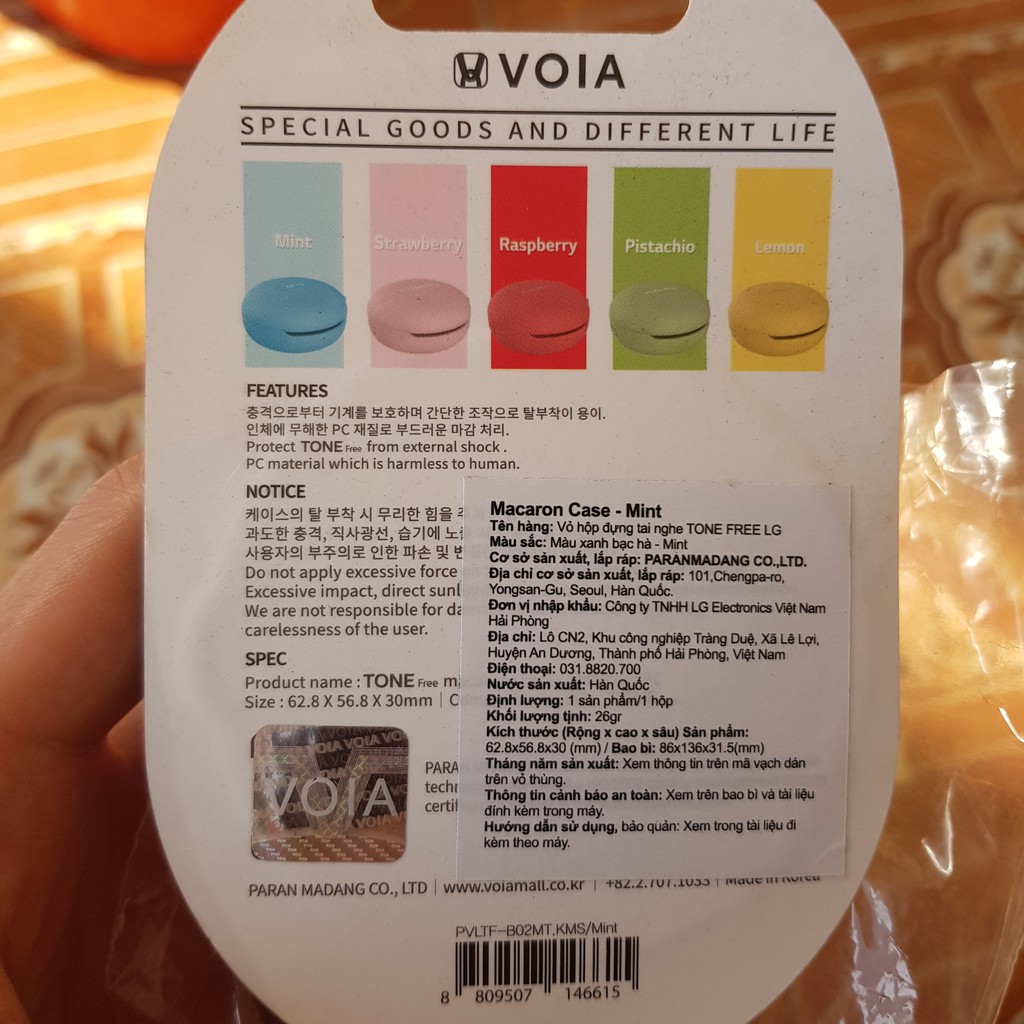 VOIA
SPECIAL GOODS AND DIFFERENT LIFE
Mint
Strawberry
Raspberry
Pistachio
Lemon
FEATURES
충격으로부터 기계를 보호하며 간단한 조작으로 탈부착이 용이.
인체에 무해한 PC 재질로 부드러운 마감 처리.
Protect TONE Free from external shock .
PC material which is harmless to human.
NOTICE
케이스의 탈 부착 시 무리한 힘을
과도한 충격, 직사광선, 습기에
사용자의 부주의로 인한 파손 및
Do not apply excessive force
Excessive impact, direct
We are not responsible for
carelessness of the user.
SPEC
Product name : TONE Free
Size : 62.8 X 56.8 X 30mm |
VOIA
PARAN
Macaron Case - Mint
Tên hàng: Vỏ hộp đựng tai nghe TONE FREE LG
Màu sắc: Màu xanh bạc hà - Mint
Cơ sở sản xuất, lắp ráp: PARANMADANG CO.,LTD.
Địa chỉ cơ sở sản xuất, lắp ráp: 101,Chengpa-ro,
Yongsan-Gu, Seoul, Hàn Quốc.
Đơn vị nhập khẩu: Công ty TNHH LG Electronics Việt Nam
Hải Phòng
Địa chỉ: Lô CN2, Khu công nghiệp Tràng Duệ, Xã Lê Lợi,
Huyện An Dương, Thành phố Hải Phòng, Việt Nam
Điện thoại: 031.8820.700
Nước sản xuất: Hàn Quốc
Định lượng: 1 sản phẩm/1 hộp
Khối lượng tịnh: 26gr
Kích thước (Rộng x cao x sâu) Sản phẩm:
62.8x56.8x30 (mm) / Bao bì: 86x136x31.5(mm)
Tháng năm sản xuất: Xem thông tin trên mã vạch dán
trên vỏ thùng.
Thông tin cảnh báo an toàn: Xem trên bao bì và tài liệu
đính kèm trong máy.
Hướng dẫn sử dụng, bảo quản: Xem trong tài liệu đi
kèm theo máy.
PARAN MADANG CO., LTD | www.voiamall.co.kr | +82.2.707.1033 | Made in Korea
PVLTF-B02MT.KMS/Mint
8 809507 146615